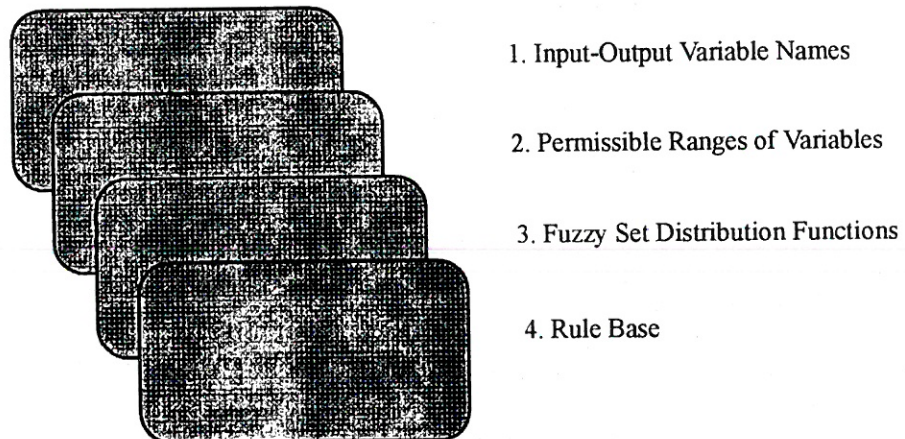 1. Input-Output Variable Names
2. Permissible Ranges of Variables
3. Fuzzy Set Distribution Functions
4. Rule Base